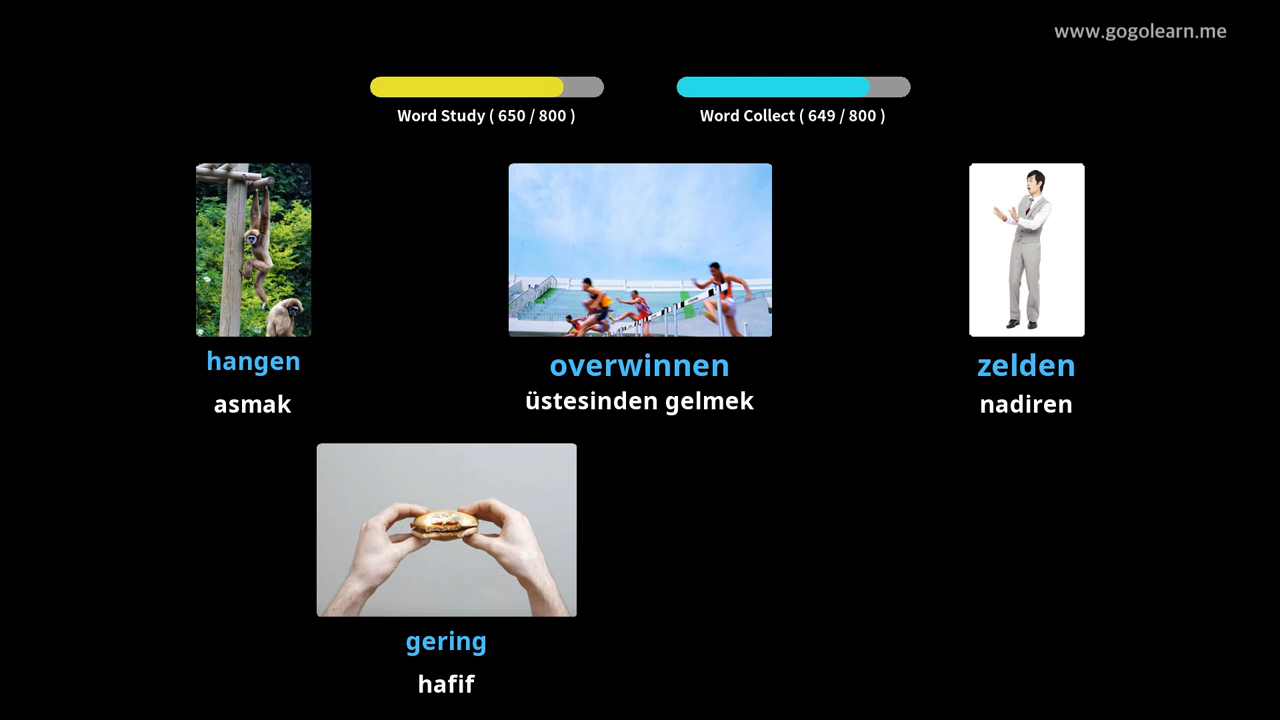 www.gogolearn.me
Word Study ( 650 / 800 )
Word Collect ( 649 / 800 )
hangen
asmak
overwinnen
üstesinden gelmek
zelden
nadiren
gering
hafif